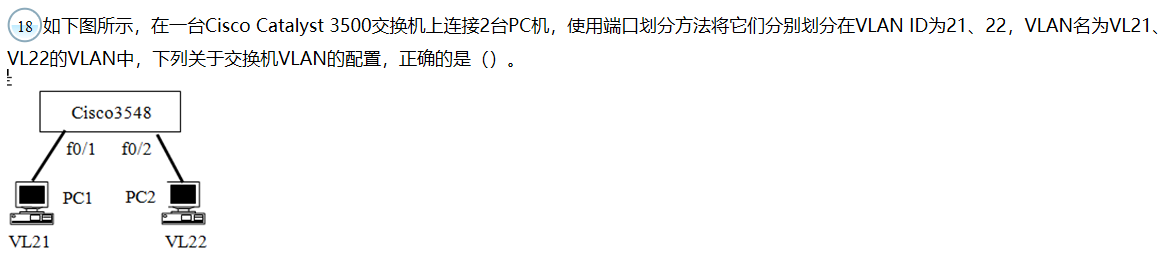 18 如下图所示，在一台Cisco Catalyst 3500交换机上连接2台PC机，使用端口划分方法将它们分别划分在VLAN ID为21、22，VLAN名为VL21、
VL22的VLAN中，下列关于交换机VLAN的配置，正确的是（）。
Cisco3548
f0/1 f0/2
PC1 PC2
VL21 VL22